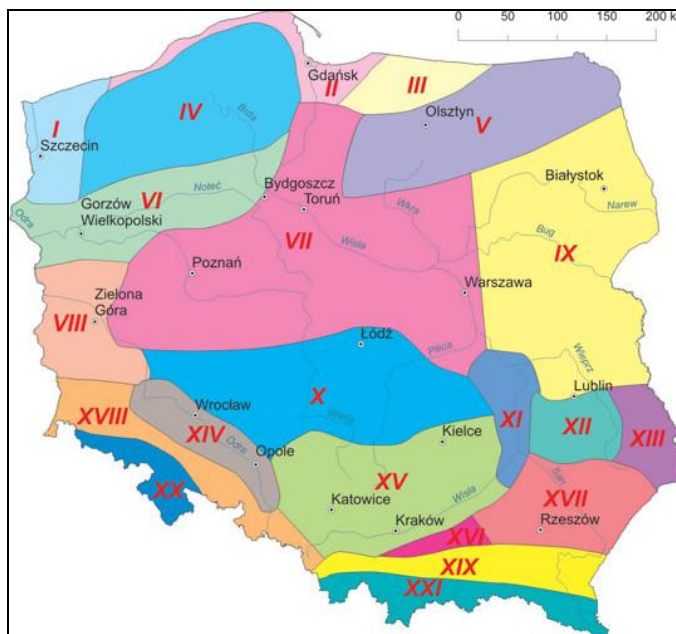 0 50 100 150 200 km
Gdańsk
II
III
I
IV
Brda
Olsztyn
V
Szczecin
Białystok
Bydgoszcz
Toruń
VI
Noteć
Gorzów
Wielkopolski
Odra
Wkra
Narew
Bug
VII
Wisła
IX
Poznań
Warszawa
Zielona
Góra
VIII
Łódź
Pilica
Wieprz
Lublin
X
Warta
XI
XII
XIII
Wrocław
XVIII
XIV
Odra
Opole
Kielce
XV
XX
Katowice
Wisła
San
XVII
Kraków
Rzeszów
XVI
XIX
XXI